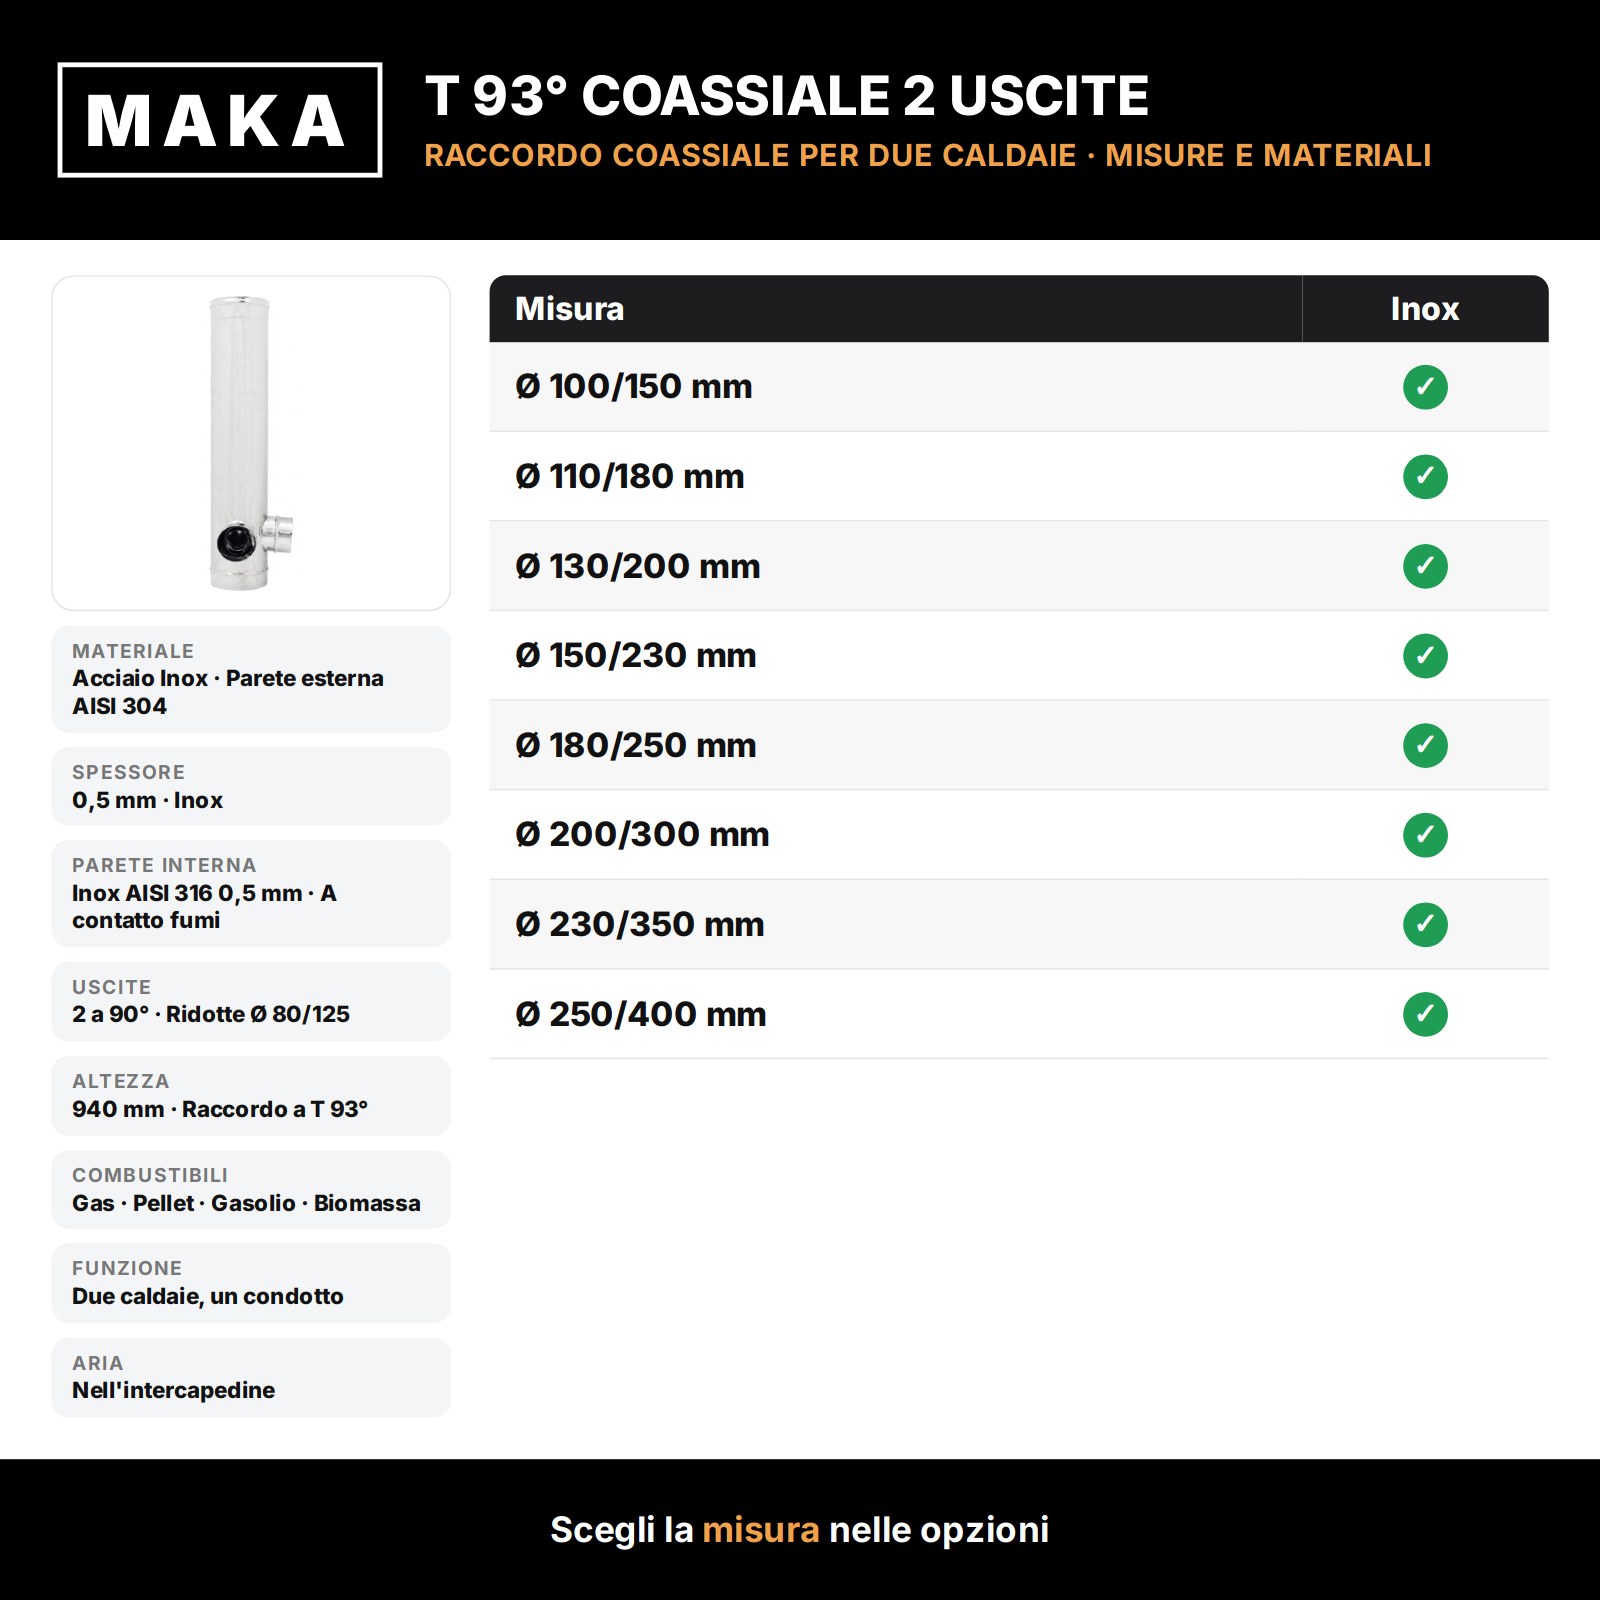 MAKA
T 93° COASSIALE 2 USCITE
RACCORDO COASSIALE PER DUE CALDAIE · MISURE E MATERIALI
MATERIALE
Acciaio Inox · Parete esterna
AISI 304
SPESSORE
0,5 mm · Inox
PARETE INTERNA
Inox AISI 316 0,5 mm · A
contatto fumi
USCITE
2 a 90° · Ridotte Ø 80/125
ALTEZZA
940 mm · Raccordo a T 93°
COMBUSTIBILI
Gas · Pellet · Gasolio · Biomassa
FUNZIONE
Due caldaie, un condotto
ARIA
Nell'intercapedine
Misura Inox
Ø 100/150 mm ✓
Ø 110/180 mm ✓
Ø 130/200 mm ✓
Ø 150/230 mm ✓
Ø 180/250 mm ✓
Ø 200/300 mm ✓
Ø 230/350 mm ✓
Ø 250/400 mm ✓
Scegli la misura nelle opzioni